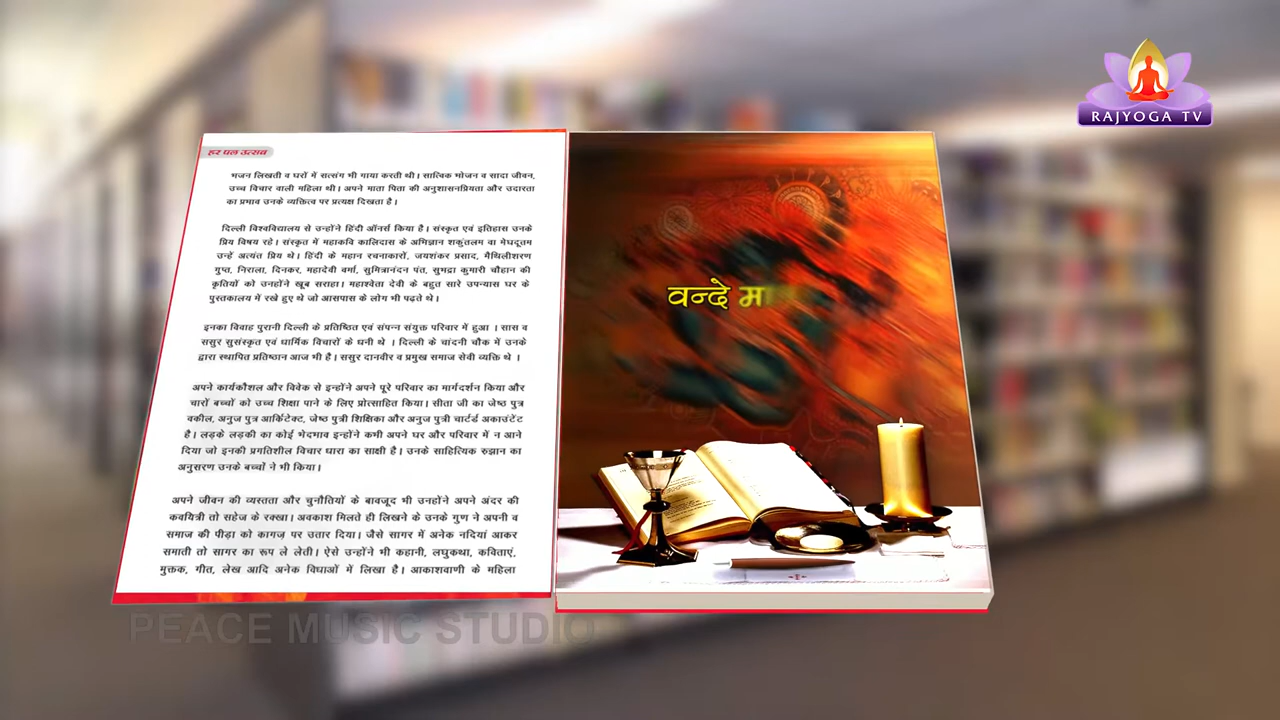 RAJYOGA TV
हर पल उत्सव
भजन लिखती व घरों में सत्संग भी गाया करती थी। सात्विक भोजन व सादा जीवन,
उच्च विचार वाली महिला थी। अपने माता पिता की अनुशासनप्रियता और उदारता
का प्रभाव उनके व्यक्तित्व पर प्रत्यक्ष दिखता है।
दिल्ली विश्वविद्यालय से उन्होंने हिंदी ऑनर्स किया है। संस्कृत एवं इतिहास उनके
प्रिय विषय रहे। संस्कृत में महाकवि कालिदास के अभिज्ञान शकुंतलम वा मेघदूतम
उन्हें अत्यंत प्रिय थे। हिंदी के महान रचनाकारों, जयशंकर प्रसाद, मैथिलीशरण
गुप्त, निराला, दिनकर, महादेवी वर्मा, सुमित्रानंदन पंत, सुभद्रा कुमारी चौहान की
कृतियों को उनहोंने खूब सराहा। महाश्वेता देवी के बहुत सारे उपन्यास घर के
पुस्तकालय में रखे हुए थे जो आसपास के लोग भी पढ़ते थे।
इनका विवाह पुरानी दिल्ली के प्रतिष्ठित एवं संपन्न संयुक्त परिवार में हुआ । सास व
ससुर सुसंस्कृत एवं धार्मिक विचारों के धनी थे । दिल्ली के चांदनी चौक में उनके
द्वारा स्थापित प्रतिष्ठान आज भी है। ससुर दानवीर व प्रमुख समाज सेवी व्यक्ति थे ।
अपने कार्यकौशल और विवेक से इन्होंने अपने पूरे परिवार का मार्गदर्शन किया और
चारों बच्चों को उच्च शिक्षा पाने के लिए प्रोत्साहित किया। सीता जी का जेष्ठ पुत्र
वकील, अनुज पुत्र आर्किटेक्ट, जेष्ठ पुत्री शिक्षिका और अनुज पुत्री चार्टर्ड अकाउंटेंट
है। लड़के लड़की का कोई भेदभाव इन्होंने कभी अपने घर और परिवार में न आने
दिया जो इनकी प्रगतिशील विचार धारा का साक्षी है। उनके साहित्यिक रुझान का
अनुसरण उनके बच्चों ने भी किया।
अपने जीवन की व्यस्तता और चुनौतियों के बावजूद भी उनहोंने अपने अंदर की
कवयित्री तो सहेज के रक्खा। अवकाश मिलते ही लिखने के उनके गुण ने अपनी व
समाज की पीड़ा को कागज़ पर उतार दिया। जैसे सागर में अनेक नदियां आकर
समाती तो सागर का रूप ले लेती। ऐसे उन्होंने भी कहानी, लघुकथा, कविताएं,
मुक्तक, गीत, लेख आदि अनेक विधाओं में लिखा है। आकाशवाणी के महिला
वन्दे
PEACE MUSIC STUDIO